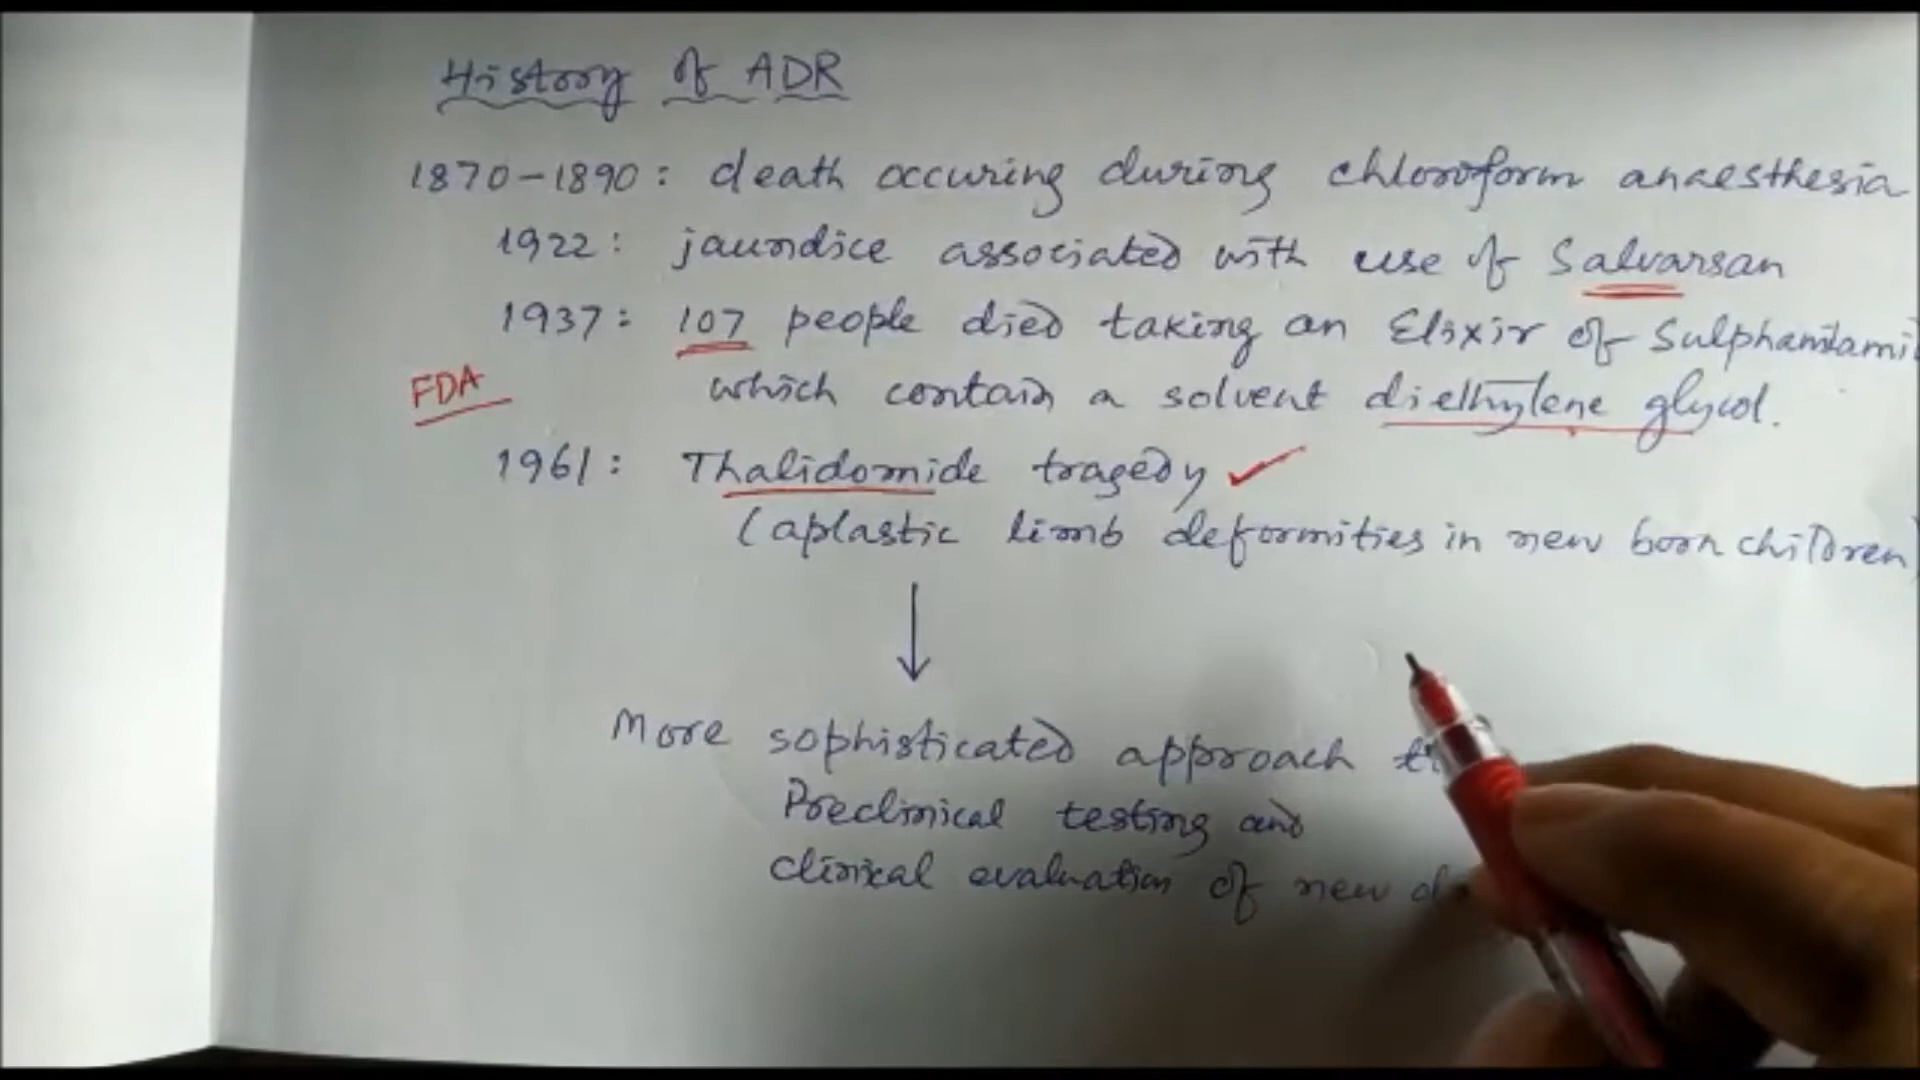 History of ADR
1870-1890: death occuring during chloroform anaesthesia
1922: jaundice associated with use of Salvarsan
1937: 107 people died taking an Elixir of
FDA which contain a solvent diethylene glycol.
1961: Thalidomide tragedy ✓
(aplastic limb deformities in new born children)
↓
More sophisticated approach
Preclinical testing and
clinical evaluation of new